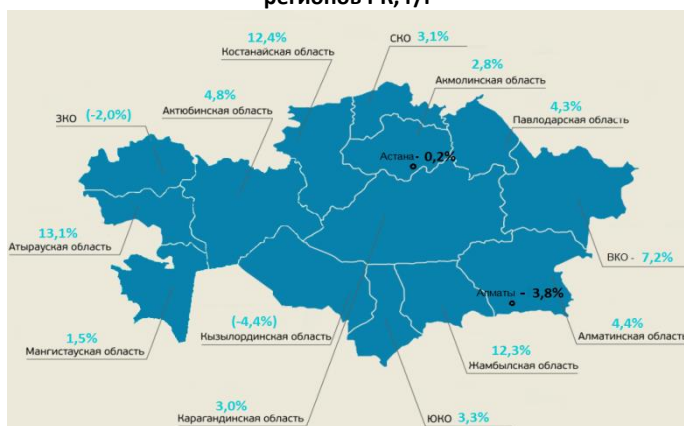 регионов РК, г/г
12,4%
Костанайская область
СКО 3,1%
2,8%
Акмолинская область
4,8%
Актюбинская область
4,3%
Павлодарская область
ЗКО (-2,0%)
Астана - 0,2%
13,1%
Атырауская область
ВКО - 7,2%
Алматы - 3,8%
1,5%
Мангистауская область
(-4,4%)
Кызылординская область
12,3%
Жамбылская область
4,4%
Алматинская область
3,0%
Карагандинская область
ЮКО 3,3%